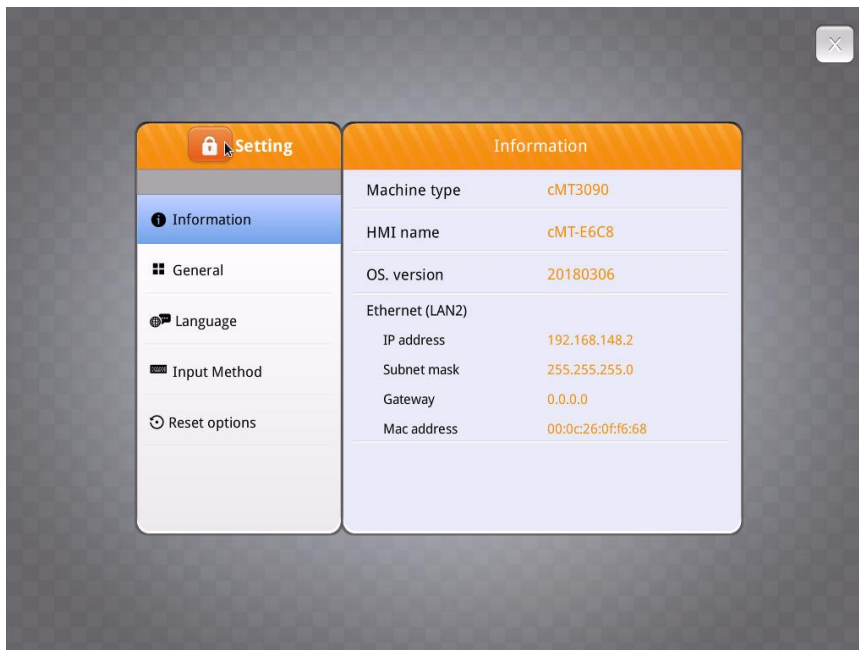 X
Setting
Information
General
Language
Input Method
Reset options
Information
Machine type cMT3090
HMI name cMT-E6C8
OS. version 20180306
Ethernet (LAN2)
IP address 192.168.148.2
Subnet mask 255.255.255.0
Gateway 0.0.0.0
Mac address 00:0c:26:0f:f6:68